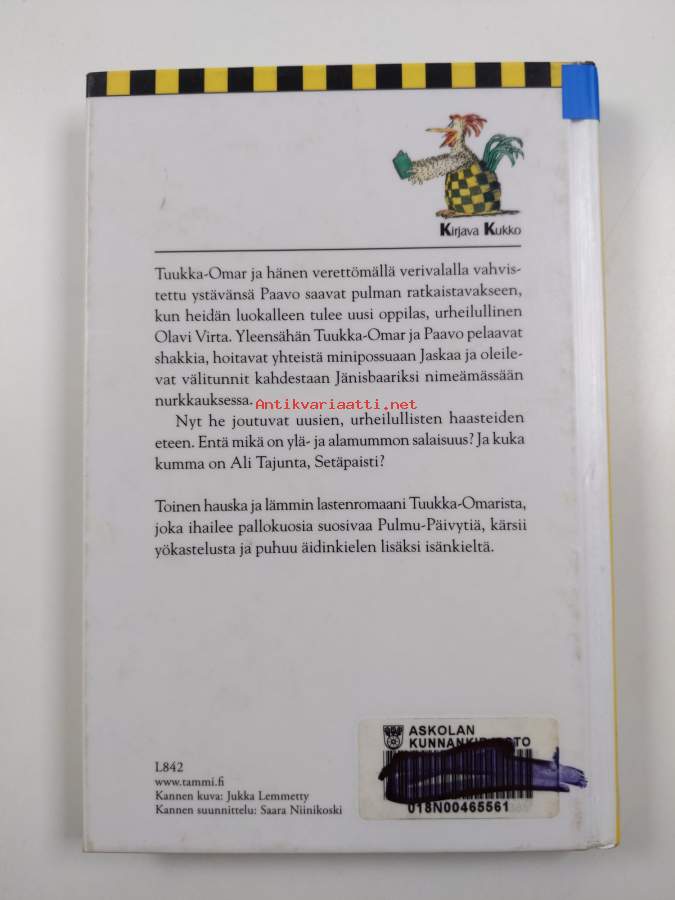 Kirjava Kukko
Tuukka-Omar ja hänen verettömällä verivalalla vahvis-
tettu ystävänsä Paavo saavat pulman ratkaistavakseen,
kun heidän luokalleen tulee uusi oppilas, urheilullinen
Olavi Virta. Yleensähän Tuukka-Omar ja Paavo pelaavat
shakkia, hoitavat yhteistä minipossuaan Jaskaa ja oleile-
vat välitunnit kahdestaan Jänisbaariksi nimeämässään
nurkkauksessa.
Antikvariaatti.net
Nyt he joutuvat uusien, urheilullisten haasteiden
eteen. Entä mikä on ylä- ja alamummon salaisuus? Ja kuka
kumma on Ali Tajunta, Setäpaisti?
Toinen hauska ja lämmin lastenromaani Tuukka-Omarista,
joka ihailee pallokuosia suosivaa Pulmu-Päivytiä, kärsii
yökastelusta ja puhuu äidinkielen lisäksi isänkieltä.
L842
www.tammi.fi
Kannen kuva: Jukka Lemmetty
Kannen suunnittelu: Saara Niinikoski
ASKOLAN
KUNNANKIRJASTO
018N00465561